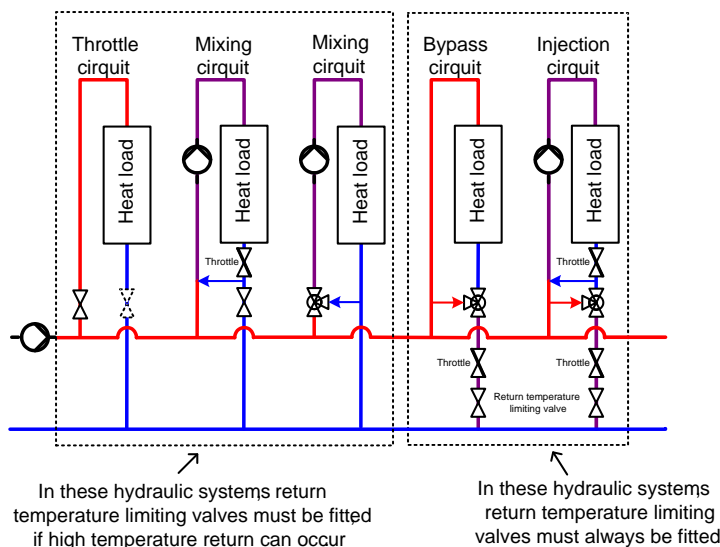 Throttle
cirquit
Mixing
cirquit
Mixing
cirquit
Bypass
cirquit
Injection
cirquit
Heat load
Heat load
Heat load
Heat load
Heat load
Throttle
Throttle
Throttle
Throttle
Return temperature
limiting valve
In these hydraulic systems return
temperature limiting valves must be fitted
if high temperature return can occur
In these hydraulic systems
return temperature limiting
valves must always be fitted